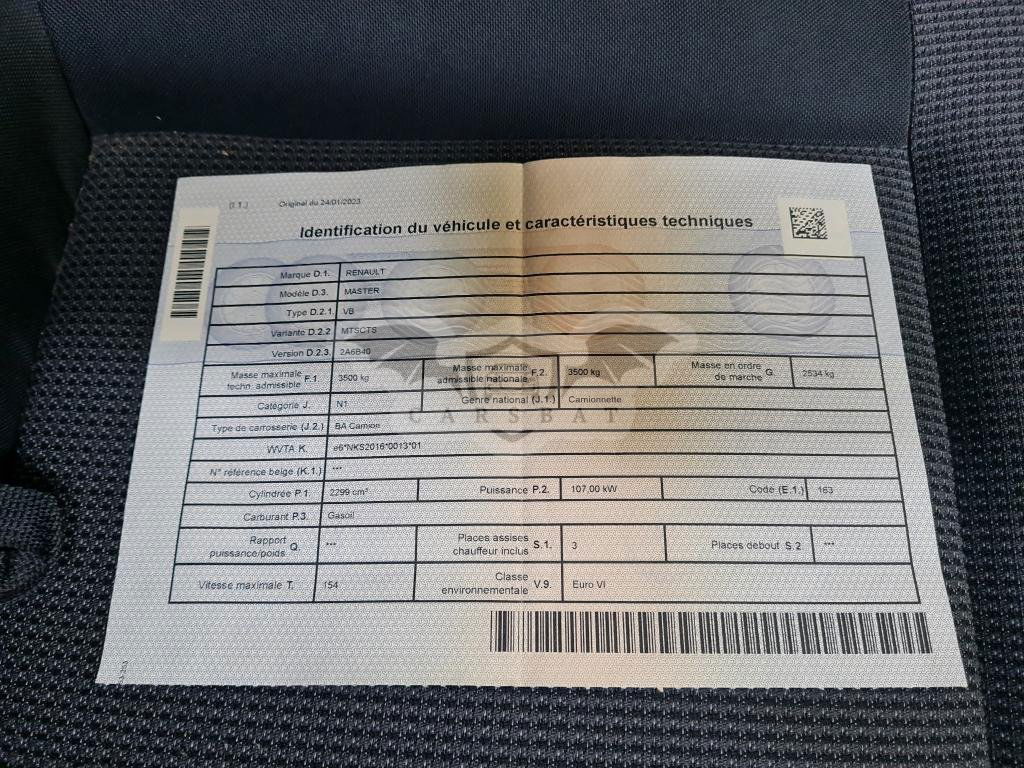 (I.1.) Original du 24/01/2023
Identification du véhicule et caractéristiques techniques
Marque D.1. RENAULT
Modèle D.3. MASTER
Type D.2.1. VB
Variante D.2.2 MTSCTS
Version D.2.3. 2A6B40
Masse maximale techn. admissible F.1 3500 kg Masse maximale admissible nationale F.2. 3500 kg Masse en ordre de marche G. 2534 kg
Catégorie J. N1 Genre national (J.1.) Camionnette
CARSBAT
Type de carrosserie (J.2.) BA Camion
WVTA K. e6*NKS2016*0013*01
N° référence belge (K.1.) ***
Cylindrée P.1. 2299 cm³ Puissance P.2. 107,00 kW Code (E.1.) 163
Carburant P.3. Gasoil
Rapport puissance/poids Q. *** Places assises chauffeur inclus S.1. 3 Places debout S.2 ***
Vitesse maximale T. 154 Classe environnementale V.9. Euro VI